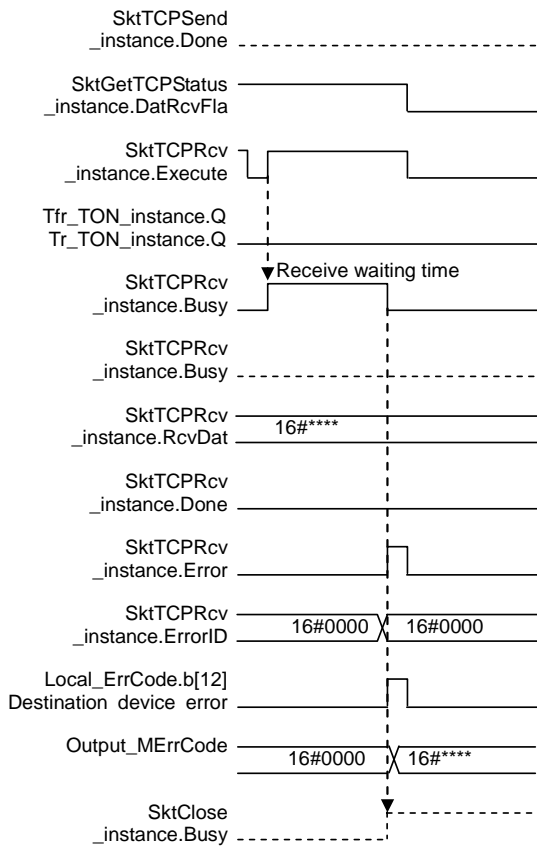 SktTCPSend
_instance.Done
SktGetTCPStatus
_instance.DatRcvFla
SktTCPRcv
_instance.Execute
Tfr_TON_instance.Q
Tr_TON_instance.Q
Receive waiting time
SktTCPRcv
_instance.Busy
SktTCPRcv
_instance.Busy
SktTCPRcv
_instance.RcvDat
16#****
SktTCPRcv
_instance.Done
SktTCPRcv
_instance.Error
SktTCPRcv
_instance.ErrorID
16#0000 16#0000
Local_ErrCode.b[12]
Destination device error
Output_MErrCode
16#0000 16#****
SktClose
_instance.Busy